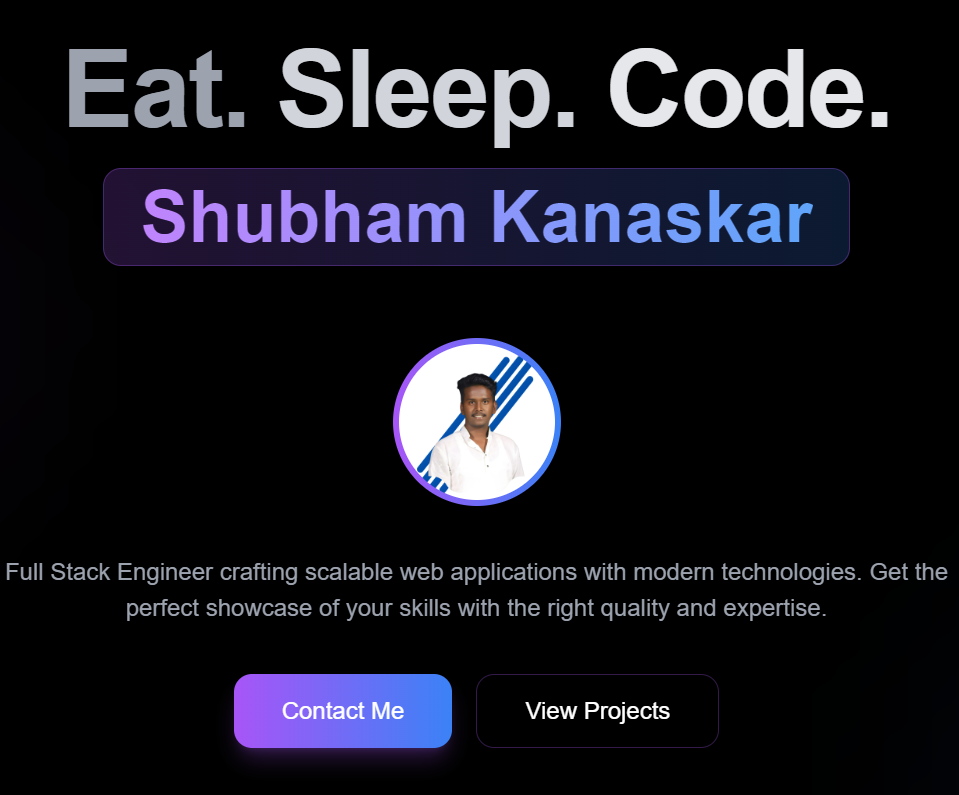 Eat. Sleep. Code.
Shubham Kanaskar
Full Stack Engineer crafting scalable web applications with modern technologies. Get the
perfect showcase of your skills with the right quality and expertise.
Contact Me
View Projects